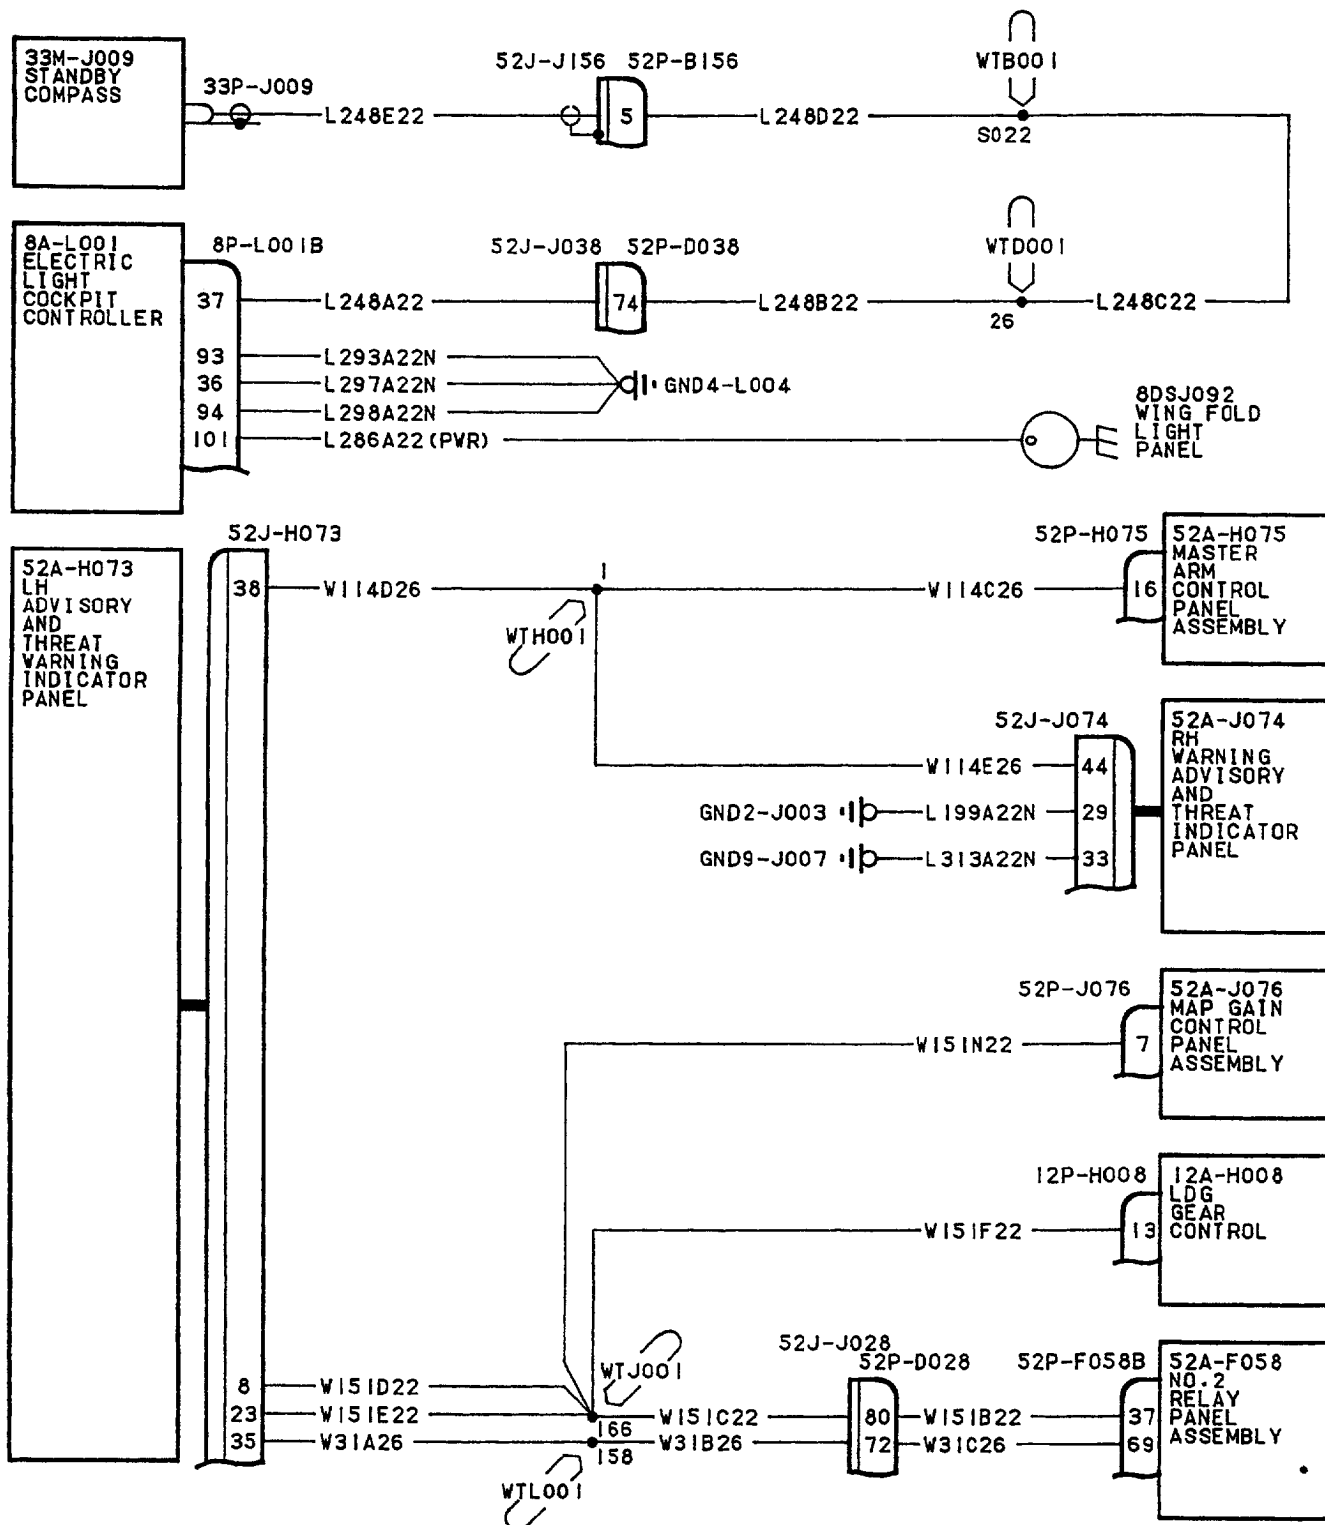 33M-J009
STANDBY
COMPASS
33P-J009
L248E22
52J-J156 52P-B156
5
L248D22
WTB001
S022
8A-L001
ELECTRIC
LIGHT
COCKPIT
CONTROLLER
8P-L001B
37
L248A22
52J-J038 52P-D038
74
L248B22
WTD001
26
L248C22
93
L293A22N
36
L297A22N
GND4-L004
94
L298A22N
101
L286A22(PWR)
8DSJ092
WING FOLD
LIGHT
PANEL
52A-H073
LH
ADVISORY
AND
THREAT
WARNING
INDICATOR
PANEL
52J-H073
38
W114D26
1
WTH001
W114C26
52P-H075
16
52A-H075
MASTER
ARM
CONTROL
PANEL
ASSEMBLY
52J-J074
W114E26
44
GND2-J003
L199A22N
29
GND9-J007
L313A22N
33
52A-J074
RH
WARNING
ADVISORY
AND
THREAT
INDICATOR
PANEL
52P-J076
W151N22
7
52A-J076
MAP GAIN
CONTROL
PANEL
ASSEMBLY
12P-H008
W151F22
13
12A-H008
LDG
GEAR
CONTROL
8
W151D22
23
W151E22
35
W31A26
WTJ001
166
158
WTL001
W151C22
W31B26
52J-J028
52P-D028
80
72
W151B22
W31C26
52P-F058B
37
69
52A-F058
NO.2
RELAY
PANEL
ASSEMBLY